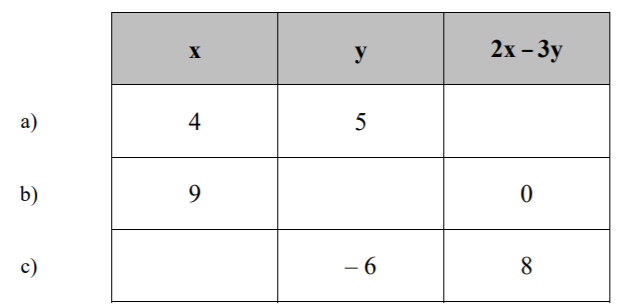 x y 2x – 3y
a) 4 5
b) 9 0
c) – 6 8